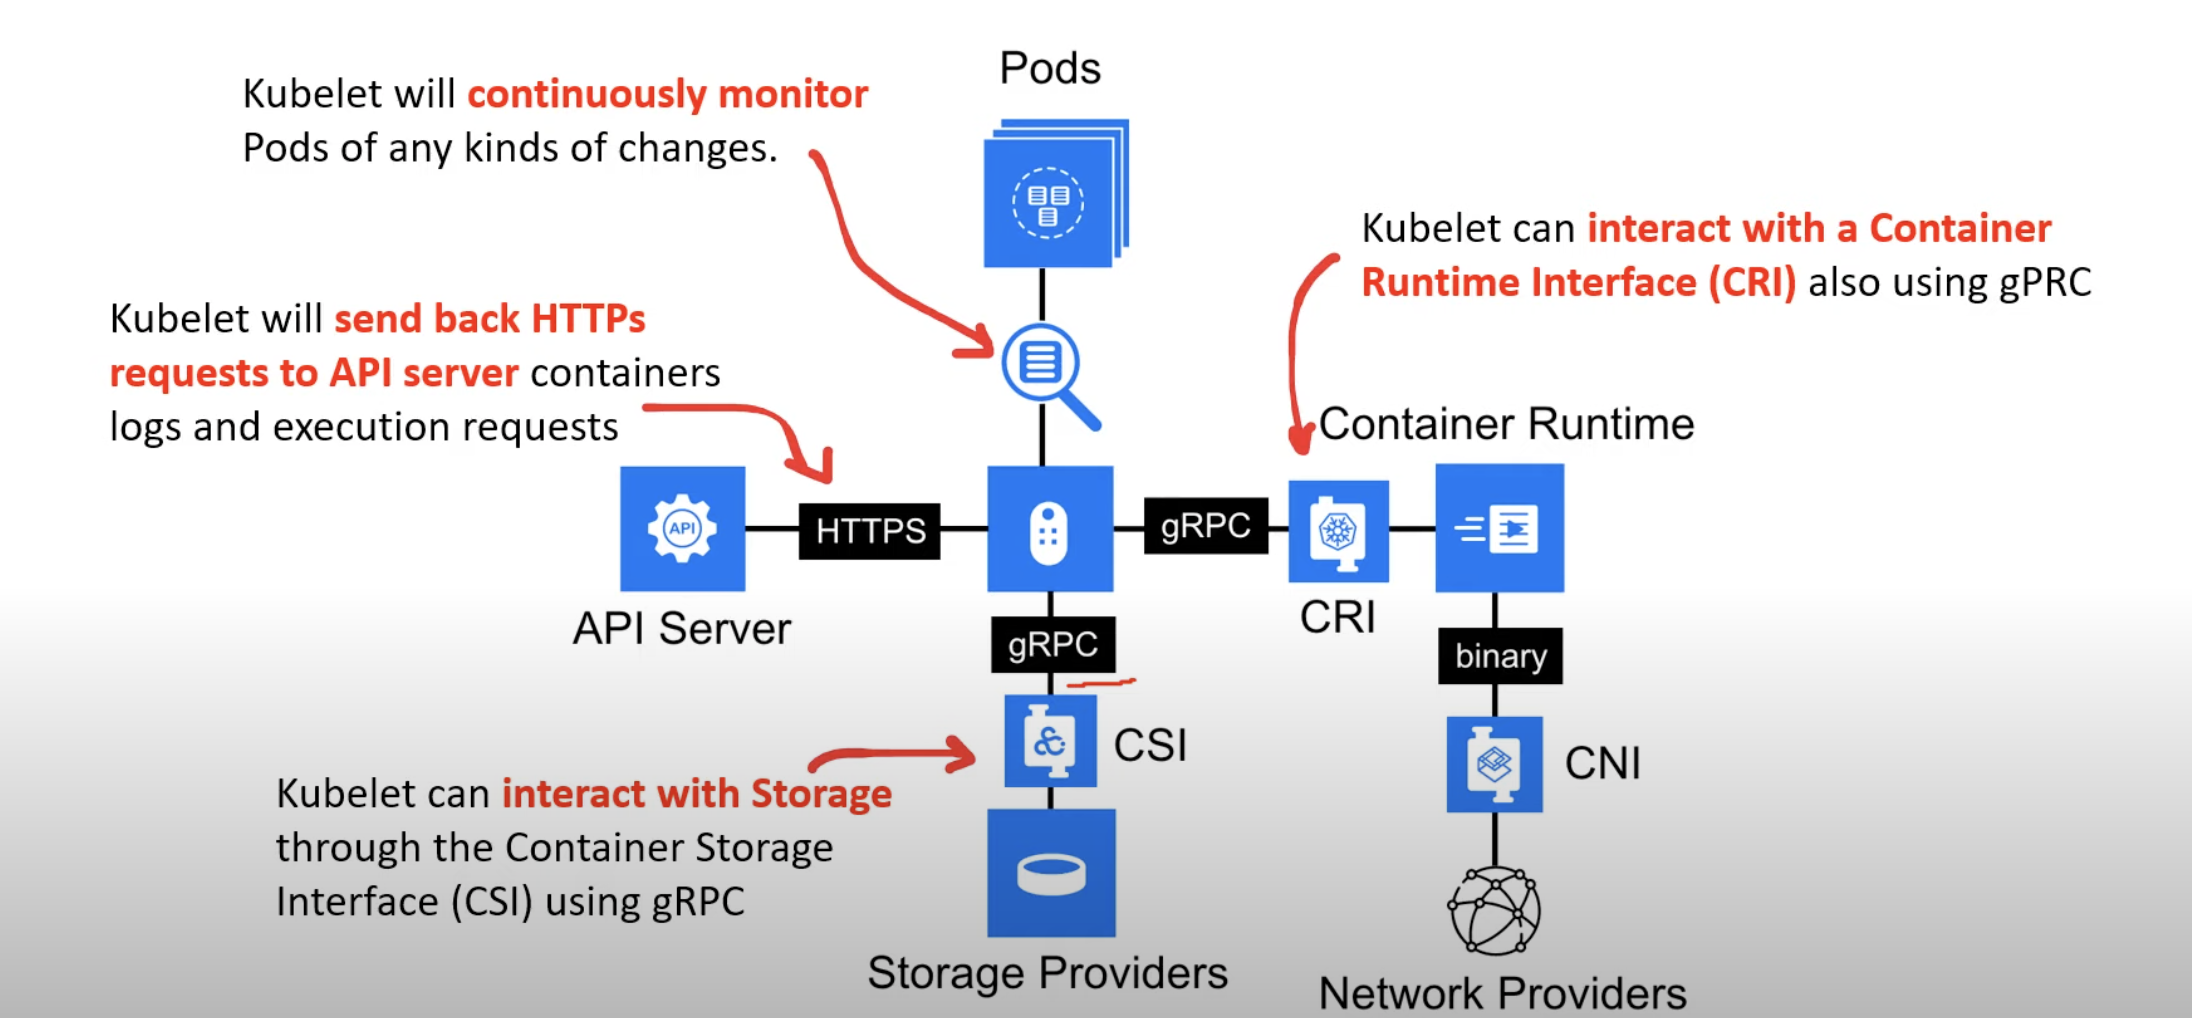 Pods
Kubelet will continuously monitor
Pods of any kinds of changes.
Kubelet can interact with a Container
Runtime Interface (CRI) also using gPRC
Kubelet will send back HTTPs
requests to API server containers
logs and execution requests
Container Runtime
API
HTTPS
gRPC
API Server
CRI
gRPC
binary
CSI
CNI
Kubelet can interact with Storage
through the Container Storage
Interface (CSI) using gRPC
Storage Providers
Network Providers